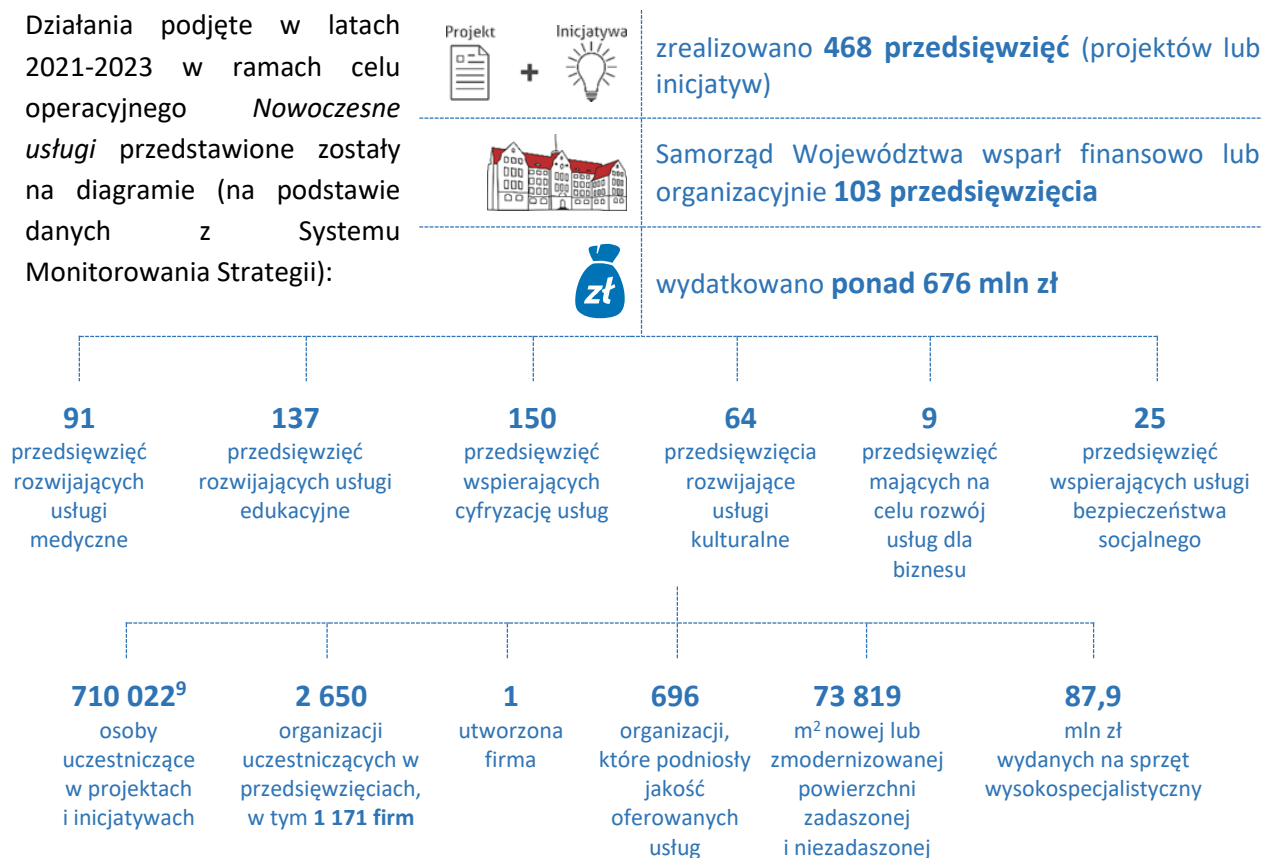 Działania podjęte w latach
2021-2023 w ramach celu
operacyjnego Nowoczesne
usługi przedstawione zostały
na diagramie (na podstawie
danych z Systemu
Monitorowania Strategii):
Projekt
+
Inicjatywa
zrealizowano 468 przedsięwzięć (projektów lub
inicjatyw)
Samorząd Województwa wsparł finansowo lub
organizacyjnie 103 przedsięwzięcia
zł
wydatkowano ponad 676 mln zł
91
przedsięwzięć
rozwijających
usługi
medyczne
137
przedsięwzięć
rozwijających usługi
edukacyjne
150
przedsięwzięć
wspierających
cyfryzację usług
64
przedsięwzięcia
rozwijające
usługi
kulturalne
9
przedsięwzięć
mających na
celu rozwój
usług dla
biznesu
25
przedsięwzięć
wspierających usługi
bezpieczeństwa
socjalnego
710 022⁹
osoby
uczestniczące
w projektach
i inicjatywach
2 650
organizacji
uczestniczących w
przedsięwzięciach,
w tym 1 171 firm
1
utworzona
firma
696
organizacji,
które podniosły
jakość
oferowanych
usług
73 819
m² nowej lub
zmodernizowanej
powierzchni
zadaszonej
i niezadaszonej
87,9
mln zł
wydanych na sprzęt
wysokospecjalistyczny